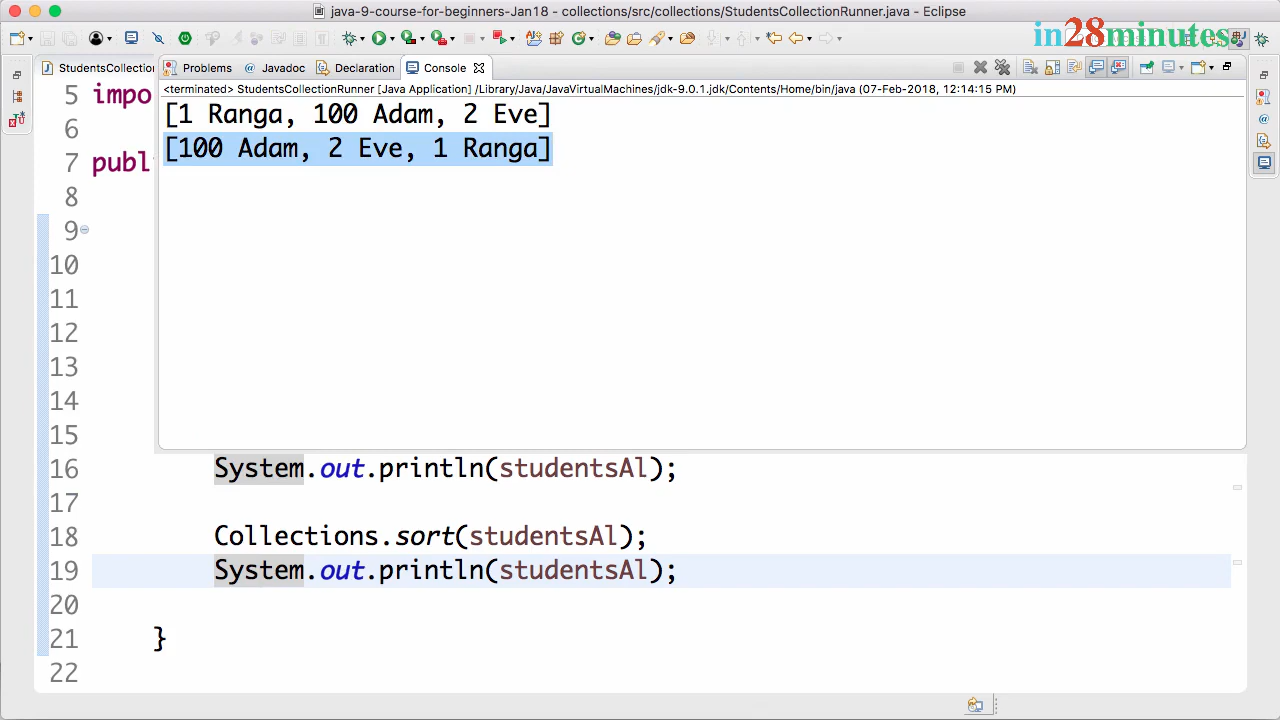 java-9-course-for-beginners-Jan18 - collections/src/collections/StudentsCollectionRunner.java - Eclipse
in28minutes
StudentsCollection
Problems
@ Javadoc
Declaration
Console
<terminated> StudentsCollectionRunner [Java Application] /Library/Java/JavaVirtualMachines/jdk-9.0.1.jdk/Contents/Home/bin/java (07-Feb-2018, 12:14:15 PM)
[1 Ranga, 100 Adam, 2 Eve]
[100 Adam, 2 Eve, 1 Ranga]
5 impo
6
7 publ
8
9
10
11
12
13
14
15
16 System.out.println(studentsAl);
17
18 Collections.sort(studentsAl);
19 System.out.println(studentsAl);
20
21 }
22